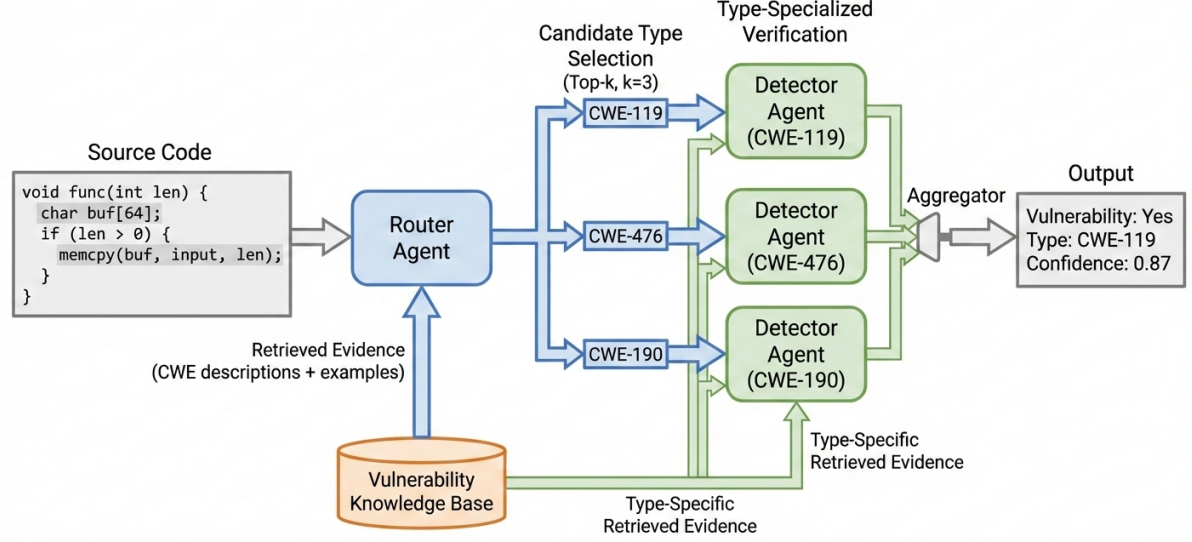 Source Code
void func(int len) {
char buf[64];
if (len > 0) {
memcpy(buf, input, len);
}
}
Router
Agent
Retrieved Evidence
(CWE descriptions + examples)
Vulnerability
Knowledge Base
Candidate Type
Selection
(Top-k, k=3)
CWE-119
CWE-476
CWE-190
Type-Specialized
Verification
Detector
Agent
(CWE-119)
Detector
Agent
(CWE-476)
Detector
Agent
(CWE-190)
Type-Specific
Retrieved Evidence
Type-Specific
Retrieved Evidence
Aggregator
Output
Vulnerability: Yes
Type: CWE-119
Confidence: 0.87